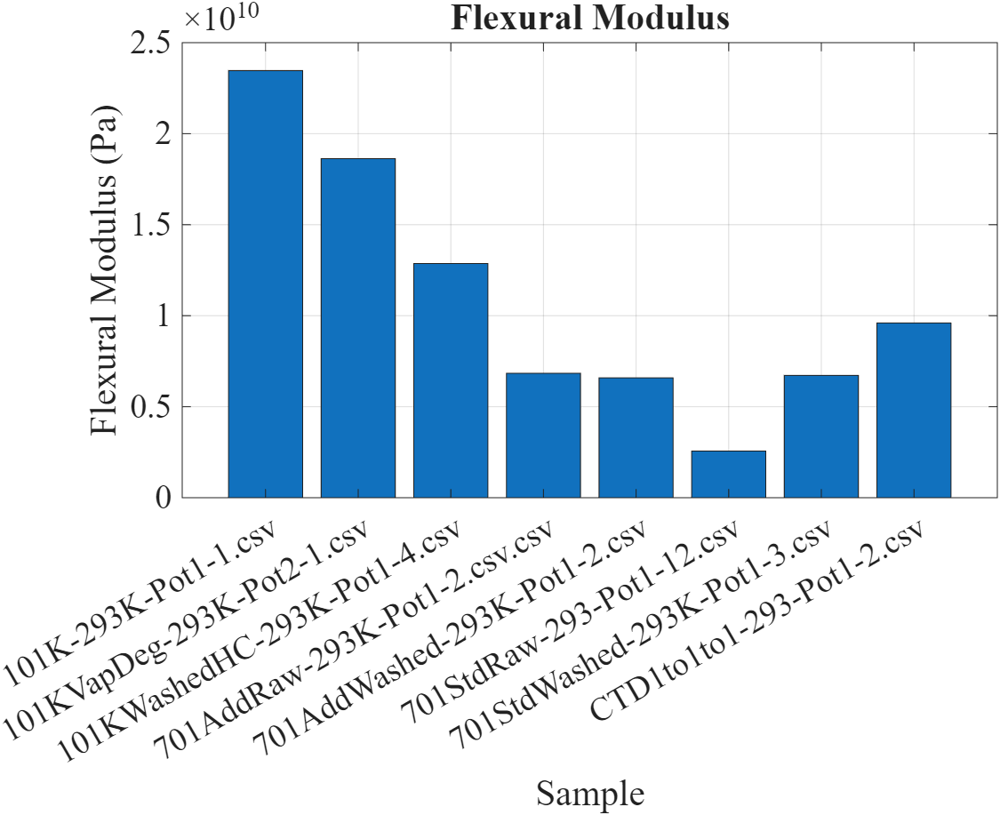 ×10^10
Flexural Modulus
Flexural Modulus (Pa)
2.5
2
1.5
1
0.5
0
101K-293K-Pot1-1.csv
101KVapDeg-293K-Pot2-1.csv
101KWashedHC-293K-Pot1-4.csv
701AddRaw-293K-Pot1-2.csv.csv
701AddWashed-293K-Pot1-2.csv
701StdRaw-293-Pot1-12.csv
701StdWashed-293K-Pot1-3.csv
CTD1to1to1-293-Pot1-2.csv
Sample